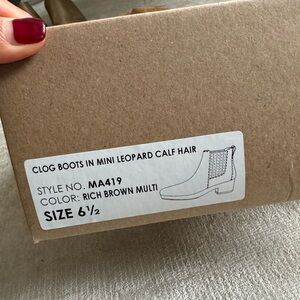 CLOG BOOTS IN MINI LEOPARD CALF HAIR
STYLE NO. MA419
COLOR: RICH BROWN MULTI
SIZE 6½